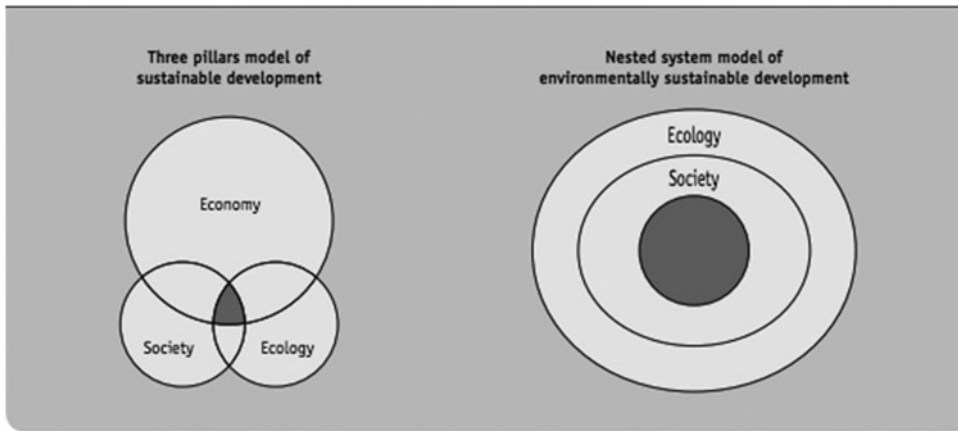 Three pillars model of
sustainable development
Economy
Society
Ecology
Nested system model of
environmentally sustainable development
Ecology
Society